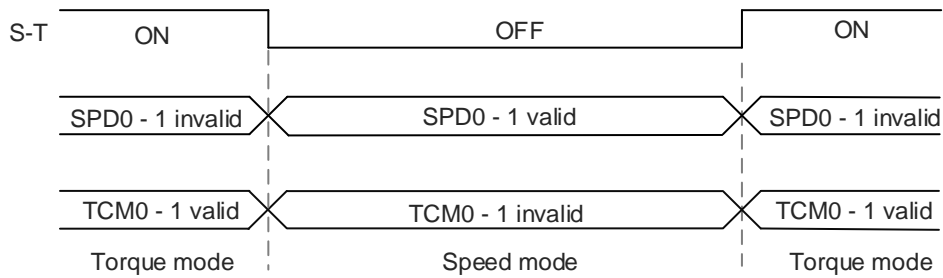 S-T ON OFF ON
SPD0 - 1 invalid SPD0 - 1 valid SPD0 - 1 invalid
TCM0 - 1 valid TCM0 - 1 invalid TCM0 - 1 valid
Torque mode Speed mode Torque mode